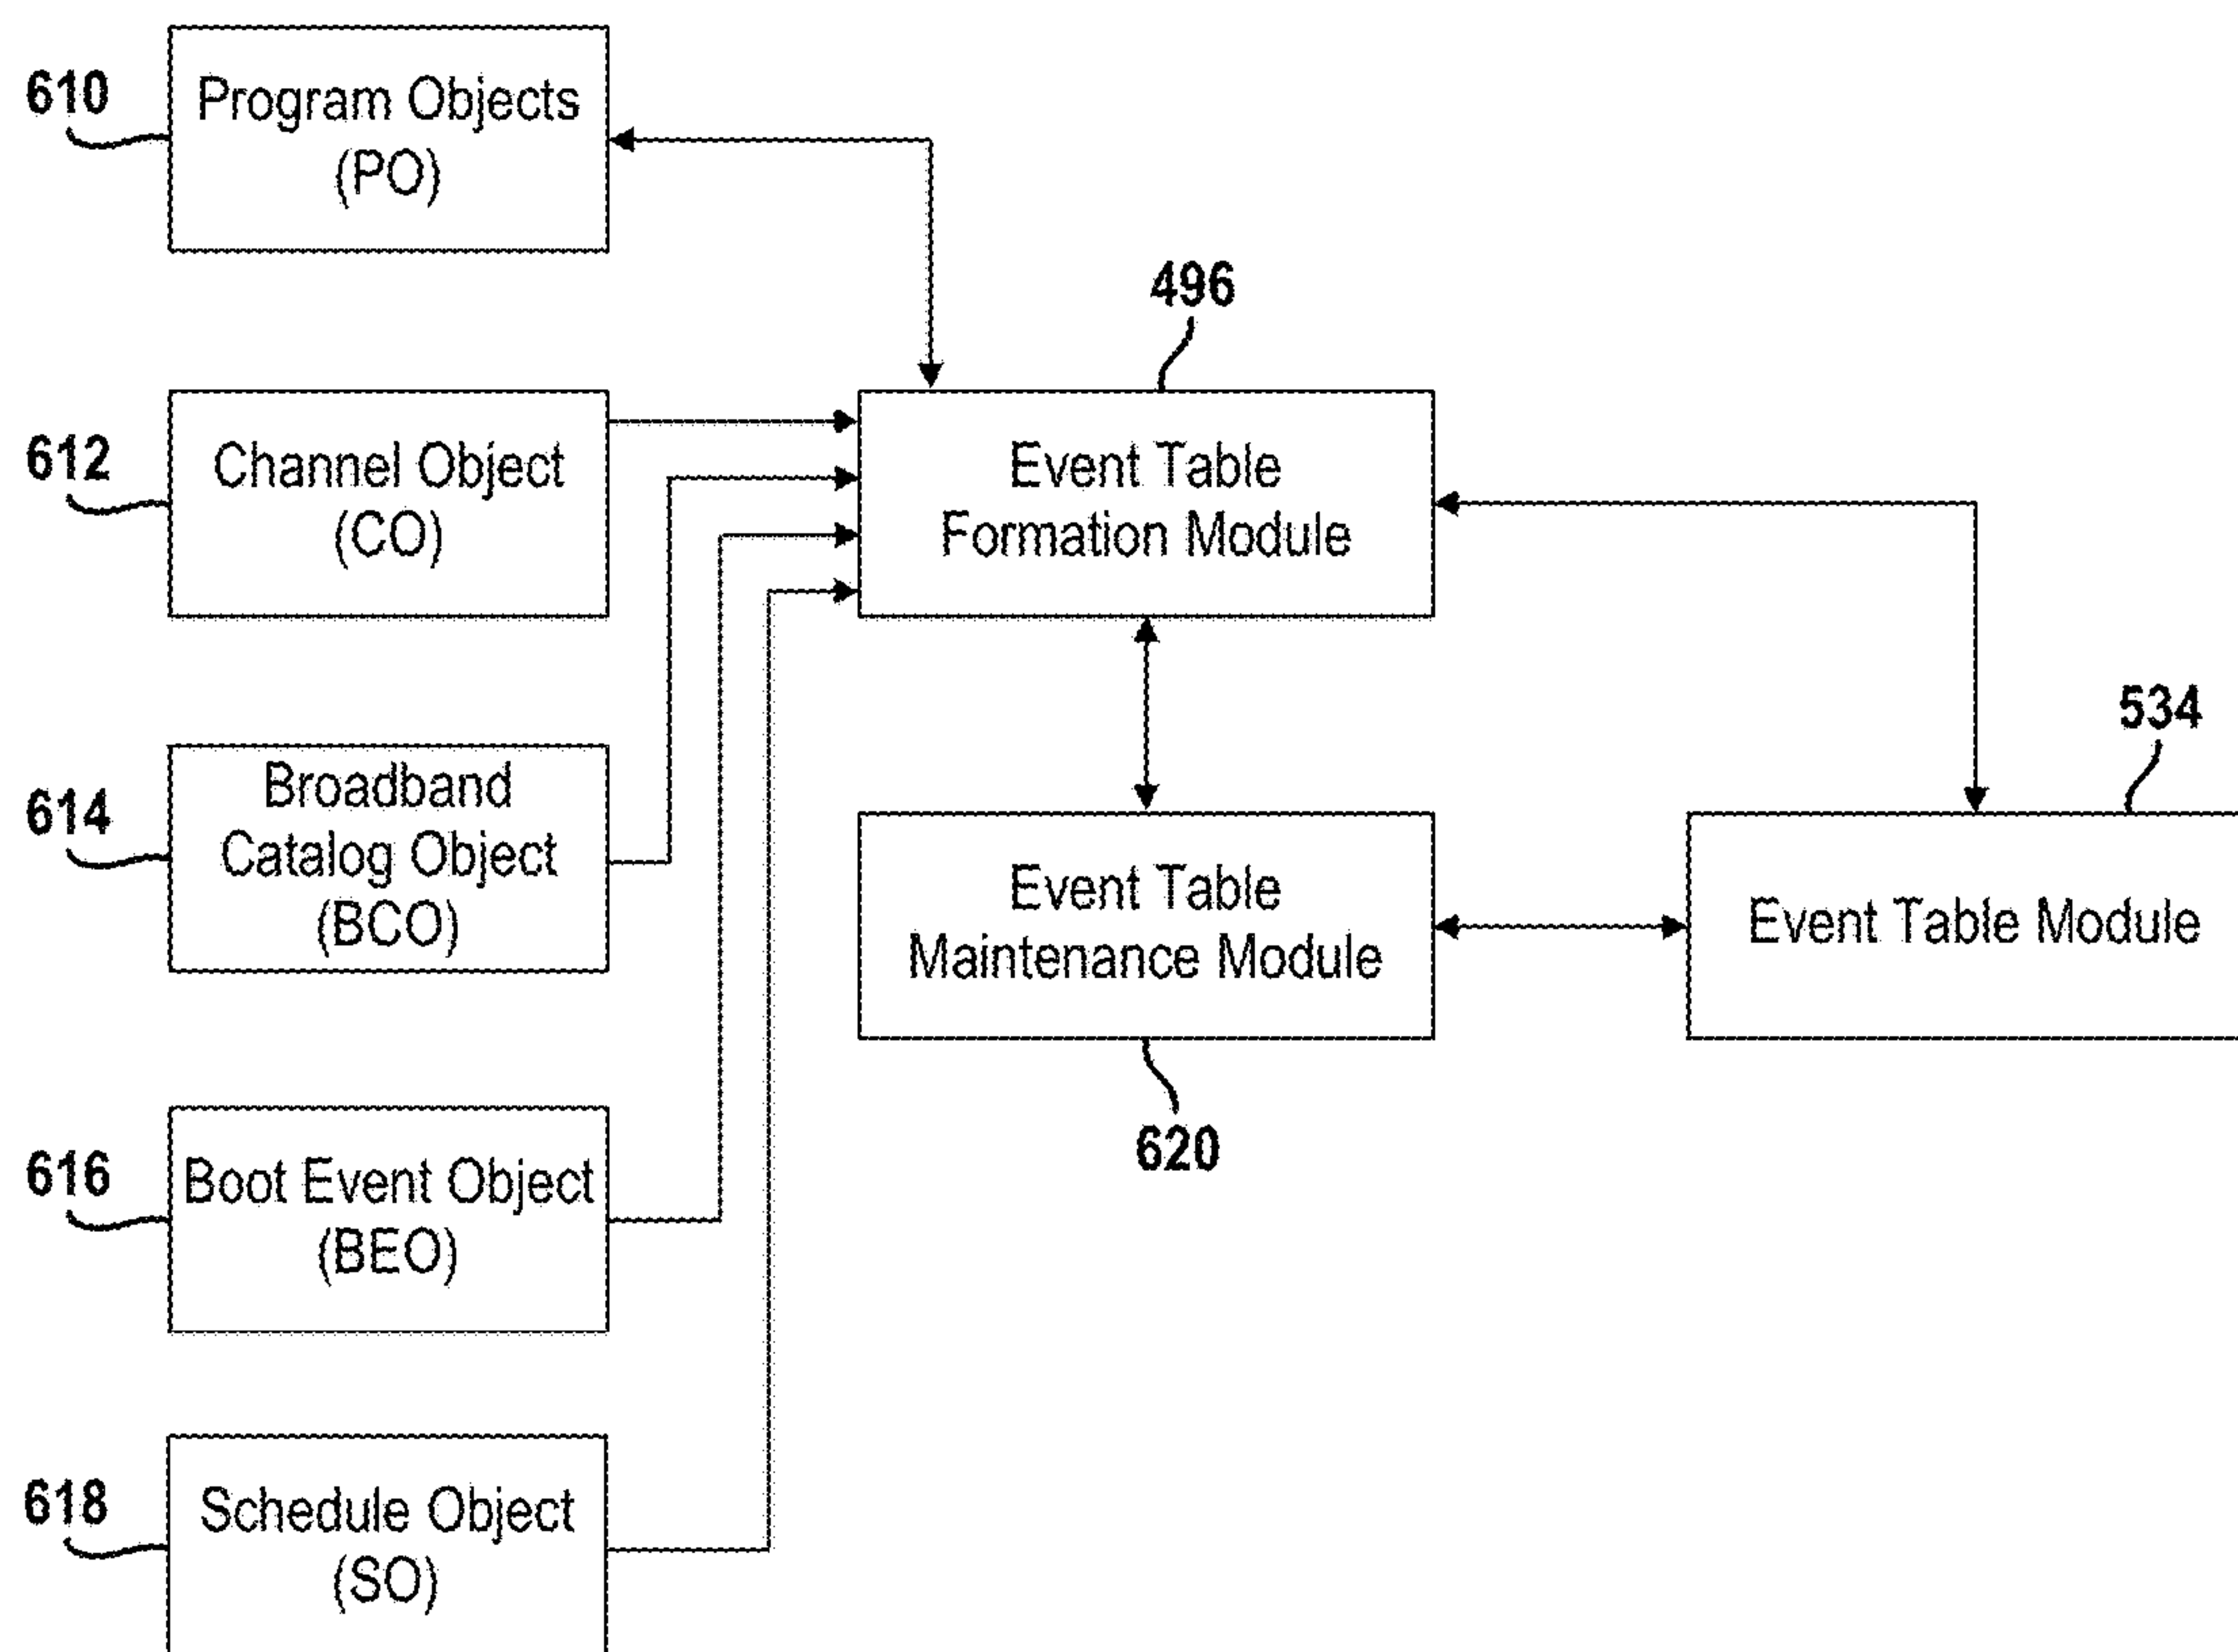 610
Program Objects
(PO)
496
612
Channel Object
(CO)
Event Table
Formation Module
534
614
Broadband
Catalog Object
(BCO)
Event Table
Maintenance Module
Event Table Module
620
616
Boot Event Object
(BEO)
618
Schedule Object
(SO)